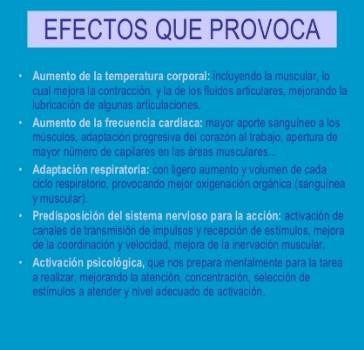 EFECTOS QUE PROVOCA
• Aumento de la temperatura corporal: incluyendo la muscular, lo
cual mejora la contracción, y la de los fluidos articulares, mejorando la
lubricación de algunas articulaciones.
• Aumento de la frecuencia cardiaca: mayor aporte sanguíneo a los
músculos, adaptación progresiva del corazón al trabajo, apertura de
mayor número de capilares en las áreas musculares...
• Adaptación respiratoria: con ligero aumento y volumen de cada
ciclo respiratorio, provocando mejor oxigenación orgánica (sanguínea
y muscular).
• Predisposición del sistema nervioso para la acción: activación de
canales de transmisión de impulsos y recepción de estímulos, mejora
de la coordinación y velocidad, mejora de la inervación muscular.
• Activación psicológica, que nos prepara mentalmente para la tarea
a realizar, mejorando la atención, concentración, selección de
estímulos a atender y nivel adecuado de activación.